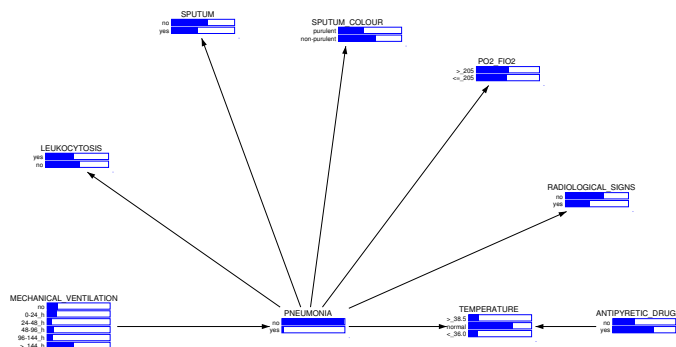 SPUTUM
no
yes
SPUTUM_COLOUR
purulent
non-purulent
PO2_FIO2
>_205
<=_205
LEUKOCYTOSIS
yes
no
RADIOLOGICAL_SIGNS
no
yes
MECHANICAL_VENTILATION
no
0-24_h
24-48_h
48-96_h
96-144_h
>_144_h
PNEUMONIA
no
yes
TEMPERATURE
>_38.5
normal
<_36.0
ANTIPYRETIC_DRUG
no
yes